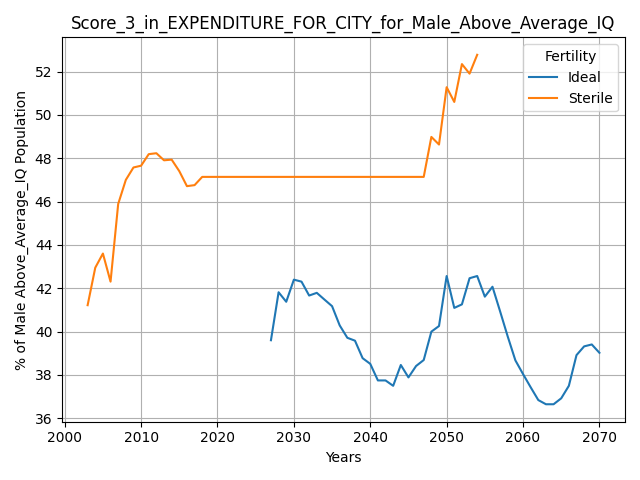 Score_3_in_EXPENDITURE_FOR_CITY_for_Male_Above_Average_IQ
Fertility
Ideal
Sterile
% of Male Above_Average_IQ Population
52
50
48
46
44
42
40
38
36
2000 2010 2020 2030 2040 2050 2060 2070
Years